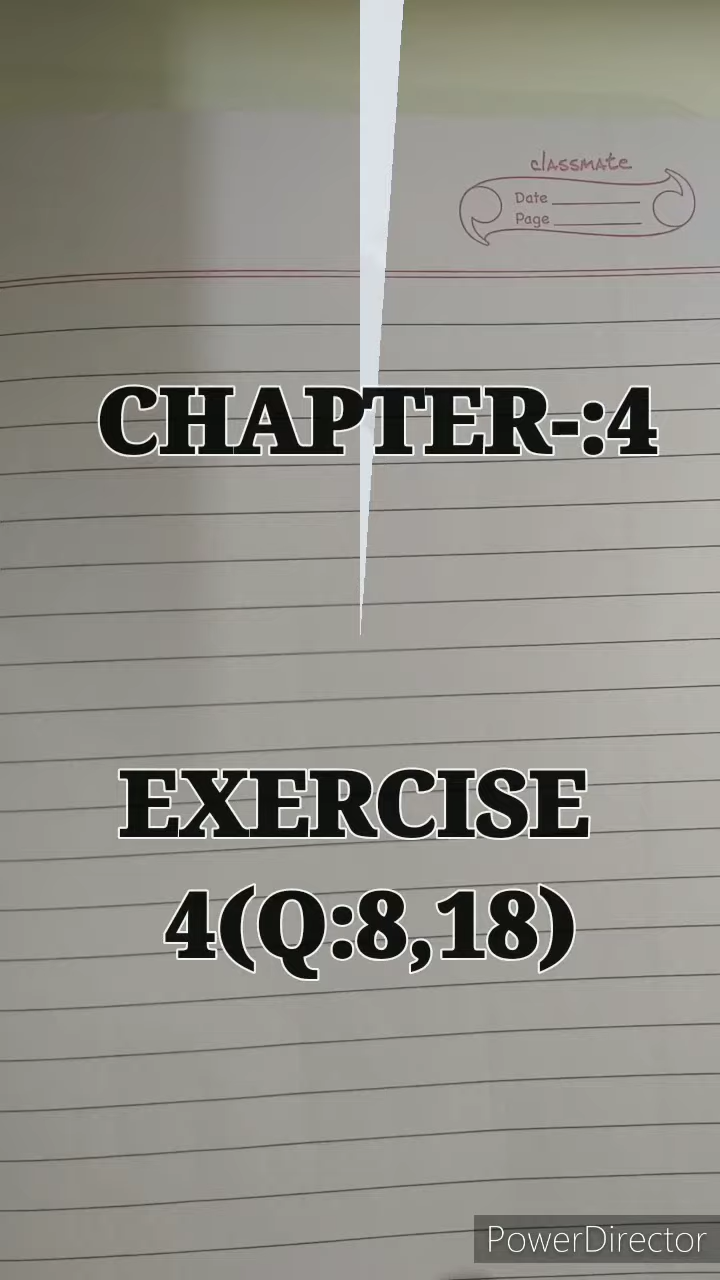 classmate
Date
Page
CHAPTER-:4
EXERCISE
4(Q:8,18)
PowerDirector